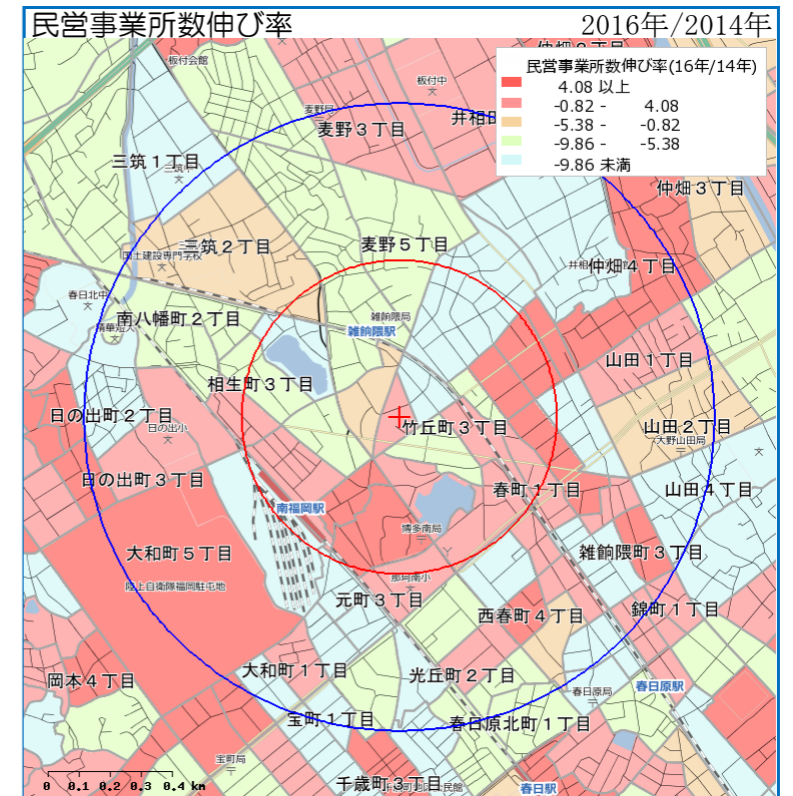 民営事業所数伸び率
2016年/2014年
民営事業所数伸び率(16年/14年)
4.08 以上
-0.82 - 4.08
-5.38 - -0.82
-9.86 - -5.38
-9.86 未満
板付会館
板付中
麦野局
麦野３丁目
三筑１丁目
仲畑３丁目
三筑２丁目
国土建設専門学校
麦野５丁目
仲畑４丁目
春日北中
南八幡町２丁目
雑餉隈局
雑餉隈駅
山田１丁目
相生町３丁目
日の出町２丁目
日の出小
竹丘町３丁目
山田２丁目
大野山田局
日の出町３丁目
春町１丁目
山田４丁目
南福岡駅
博多南局
大和町５丁目
雑餉隈町３丁目
陸上自衛隊福岡駐屯地
那珂南小
元町３丁目
西春町４丁目
錦町１丁目
大和町１丁目
光丘町２丁目
岡本４丁目
春日原局
春日原駅
宝町１丁目
春日原北町１丁目
宝町局
千歳町３丁目
春日駅
0 0.1 0.2 0.3 0.4 km